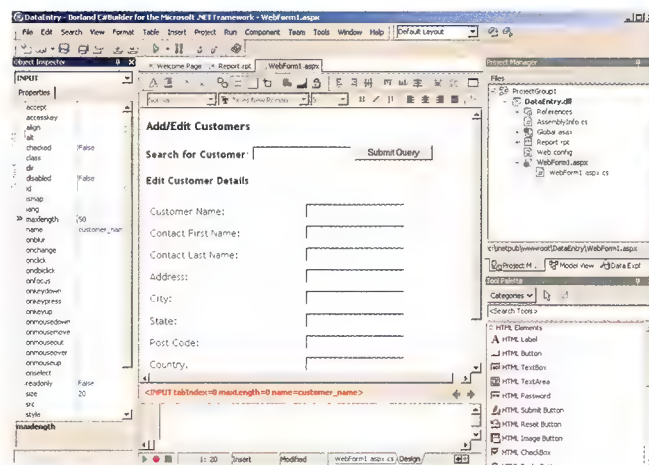 DataEntry - Borland C#Builder for the Microsoft .NET Framework - WebForm1.aspx
File Edit Search View Format Table Insert Project Run Component Team Tools Window Help Default Layout
Object Inspector
INPUT
Properties
accept
accesskey
align
alt
checked False
class
dir
disabled False
id
ismap
lang
maxlength 50
name customer_nam
onblur
onchange
onclick
ondblclick
onfocus
onkeydown
onkeypress
onkeyup
onmousedown
onmousemove
onmouseout
onmouseover
onmouseup
onselect
readonly False
size 20
src
style
maxlength
Welcome Page Report.rpt WebForm1.aspx
Times New Roman
Add/Edit Customers
Search for Customer: Submit Query
Edit Customer Details
Customer Name:
Contact First Name:
Contact Last Name:
Address:
City:
State:
Post Code:
Country:
<INPUT tabIndex=0 maxLength=0 name=customer_name>
1: 20 Insert Modified WebForm1.aspx.cs Design
Project Manager
Files
ProjectGroup1
DataEntry.dll
References
AssemblyInfo.cs
Global.asax
Report.rpt
Web.config
WebForm1.aspx
WebForm1.aspx.cs
c:\inetpub\wwwroot\DataEntry\WebForm1.aspx
Project M... Model View Data Expl
Tool Palette
Categories
<Search Tools>
HTML Elements
HTML Label
HTML Button
HTML TextBox
HTML TextArea
HTML Password
HTML Submit Button
HTML Reset Button
HTML Image Button
HTML CheckBox